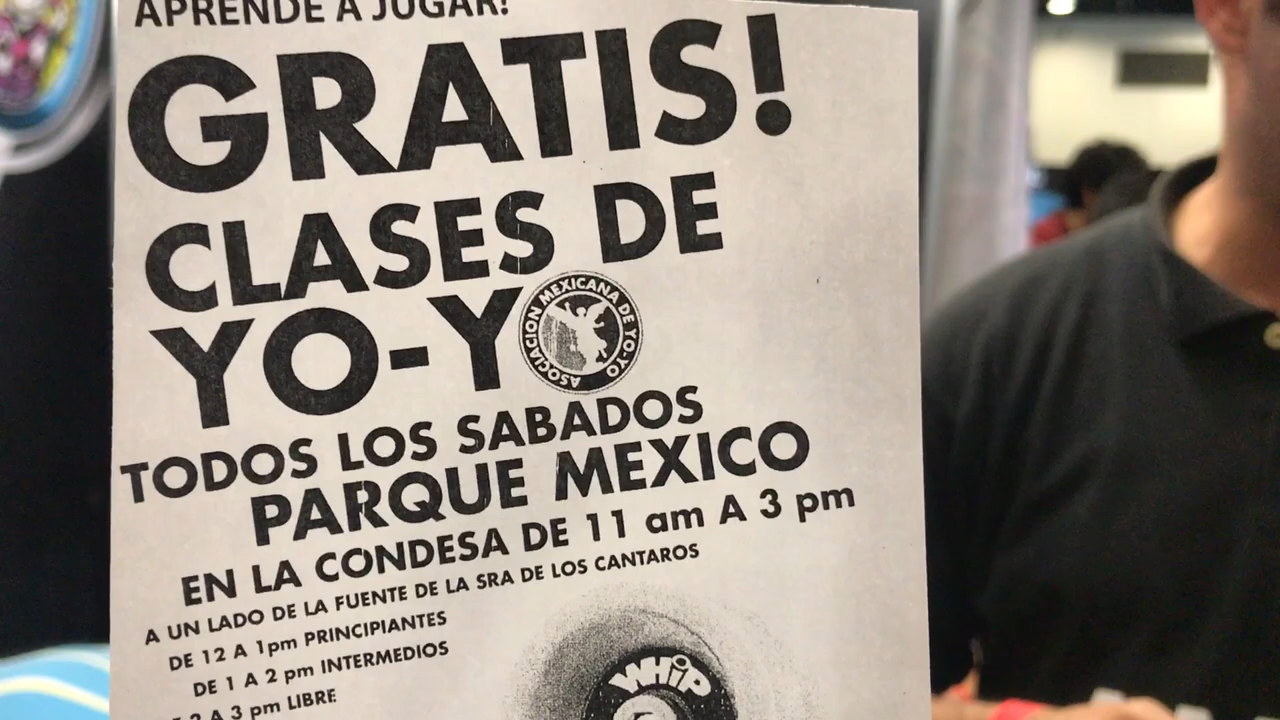 APRENDE A JUGAR!
GRATIS!
CLASES DE
YO-Y
ASOCIACION MEXICANA DE YO-YO
TODOS LOS SABADOS
PARQUE MEXICO
EN LA CONDESA DE 11 am A 3 pm
A UN LADO DE LA FUENTE DE LA SRA DE LOS CANTAROS
DE 12 A 1pm PRINCIPIANTES
DE 1 A 2 pm INTERMEDIOS
2 A 3 pm LIBRE
WHiP